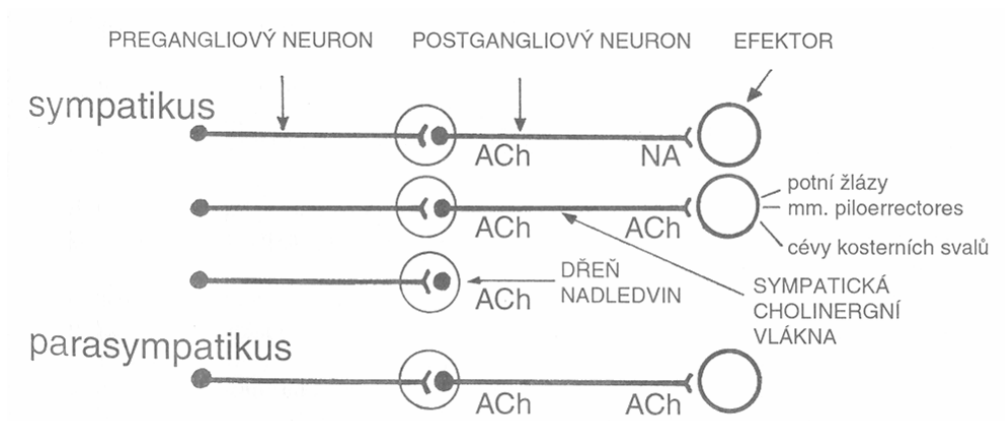 PREGANGLIOVÝ NEURON POSTGANGLIOVÝ NEURON EFEKTOR
sympatikus
ACh NA
potní žlázy
mm. piloerrectores
ACh ACh
cévy kosterních svalů
DŘEŇ
NADLEDVIN
ACh
SYMPATICKÁ
CHOLINERGNÍ
VLÁKNA
parasympatikus
ACh ACh